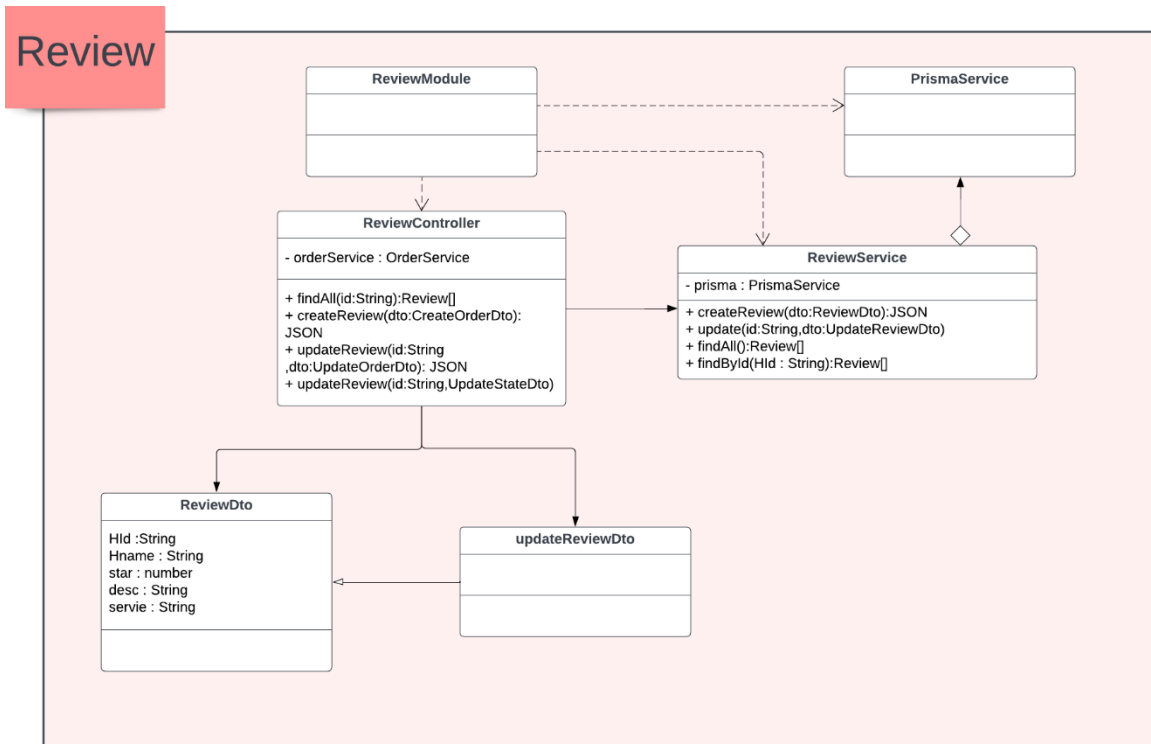 Review
ReviewModule
PrismaService
ReviewController
- orderService : OrderService
+ findAll(id:String):Review[]
+ createReview(dto:CreateOrderDto):
JSON
+ updateReview(id:String
,dto:UpdateOrderDto): JSON
+ updateReview(id:String,UpdateStateDto)
ReviewService
- prisma : PrismaService
+ createReview(dto:ReviewDto):JSON
+ update(id:String,dto:UpdateReviewDto)
+ findAll():Review[]
+ findById(HId : String):Review[]
ReviewDto
HId :String
Hname : String
star : number
desc : String
servie : String
updateReviewDto